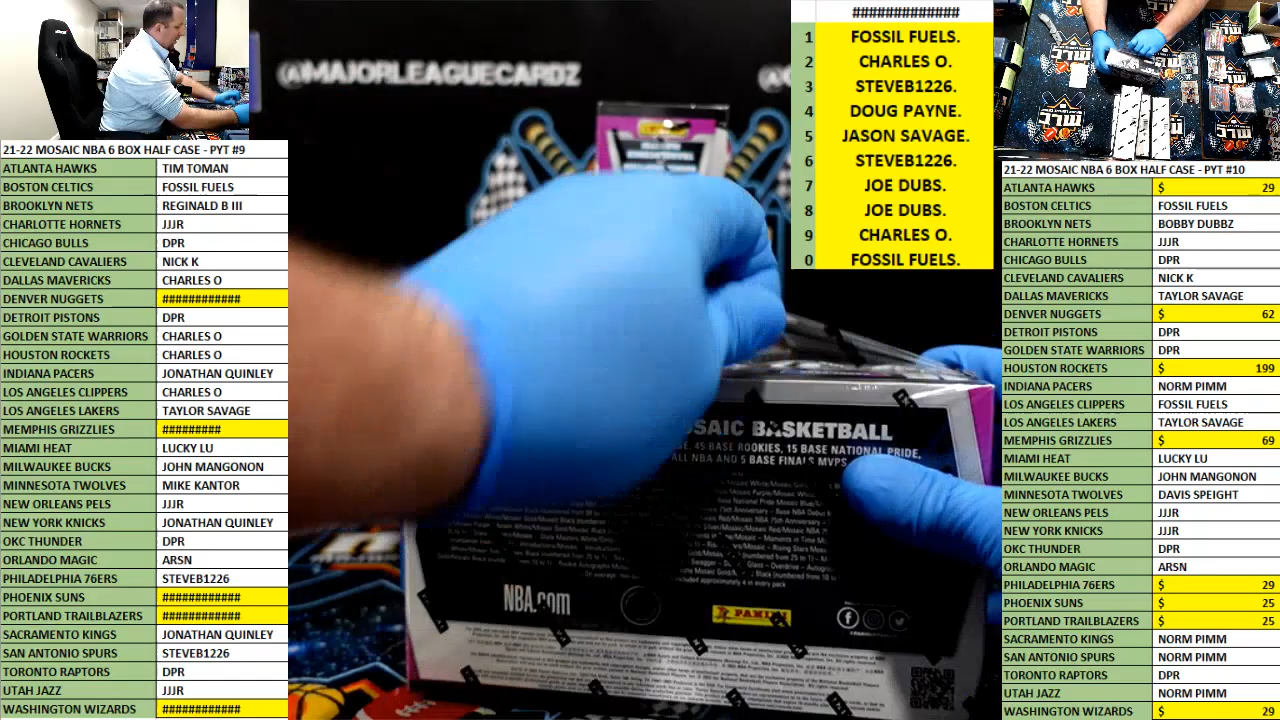 21-22 MOSAIC NBA 6 BOX HALF CASE - PYT #9
ATLANTA HAWKS TIM TOMAN
BOSTON CELTICS FOSSIL FUELS
BROOKLYN NETS REGINALD B III
CHARLOTTE HORNETS JJJR
CHICAGO BULLS DPR
CLEVELAND CAVALIERS NICK K
DALLAS MAVERICKS CHARLES O
DENVER NUGGETS ############
DETROIT PISTONS DPR
GOLDEN STATE WARRIORS CHARLES O
HOUSTON ROCKETS CHARLES O
INDIANA PACERS JONATHAN QUINLEY
LOS ANGELES CLIPPERS CHARLES O
LOS ANGELES LAKERS TAYLOR SAVAGE
MEMPHIS GRIZZLIES #########
MIAMI HEAT LUCKY LU
MILWAUKEE BUCKS JOHN MANGONON
MINNESOTA TWOLVES MIKE KANTOR
NEW ORLEANS PELS JJJR
NEW YORK KNICKS JONATHAN QUINLEY
OKC THUNDER DPR
ORLANDO MAGIC ARSN
PHILADELPHIA 76ERS STEVEB1226
PHOENIX SUNS ############
PORTLAND TRAILBLAZERS ############
SACRAMENTO KINGS JONATHAN QUINLEY
SAN ANTONIO SPURS STEVEB1226
TORONTO RAPTORS DPR
UTAH JAZZ JJJR
WASHINGTON WIZARDS ############
@MAJORLEAGUECARDZ
MOSAIC BASKETBALL
45 BASE ROOKIES, 15 BASE NATIONAL PRIDE,
ALL NBA AND 5 BASE FINALS MVPS
NBA.com
PANINI
#############
1 FOSSIL FUELS.
2 CHARLES O.
3 STEVEB1226.
4 DOUG PAYNE.
5 JASON SAVAGE.
6 STEVEB1226.
7 JOE DUBS.
8 JOE DUBS.
9 CHARLES O.
0 FOSSIL FUELS.
21-22 MOSAIC NBA 6 BOX HALF CASE - PYT #10
ATLANTA HAWKS $ 29
BOSTON CELTICS FOSSIL FUELS
BROOKLYN NETS BOBBY DUBBZ
CHARLOTTE HORNETS JJJR
CHICAGO BULLS DPR
CLEVELAND CAVALIERS NICK K
DALLAS MAVERICKS TAYLOR SAVAGE
DENVER NUGGETS $ 62
DETROIT PISTONS DPR
GOLDEN STATE WARRIORS DPR
HOUSTON ROCKETS $ 199
INDIANA PACERS NORM PIMM
LOS ANGELES CLIPPERS FOSSIL FUELS
LOS ANGELES LAKERS TAYLOR SAVAGE
MEMPHIS GRIZZLIES $ 69
MIAMI HEAT LUCKY LU
MILWAUKEE BUCKS JOHN MANGONON
MINNESOTA TWOLVES DAVIS SPEIGHT
NEW ORLEANS PELS JJJR
NEW YORK KNICKS JJJR
OKC THUNDER DPR
ORLANDO MAGIC ARSN
PHILADELPHIA 76ERS $ 29
PHOENIX SUNS $ 25
PORTLAND TRAILBLAZERS $ 25
SACRAMENTO KINGS NORM PIMM
SAN ANTONIO SPURS NORM PIMM
TORONTO RAPTORS DPR
UTAH JAZZ NORM PIMM
WASHINGTON WIZARDS $ 29